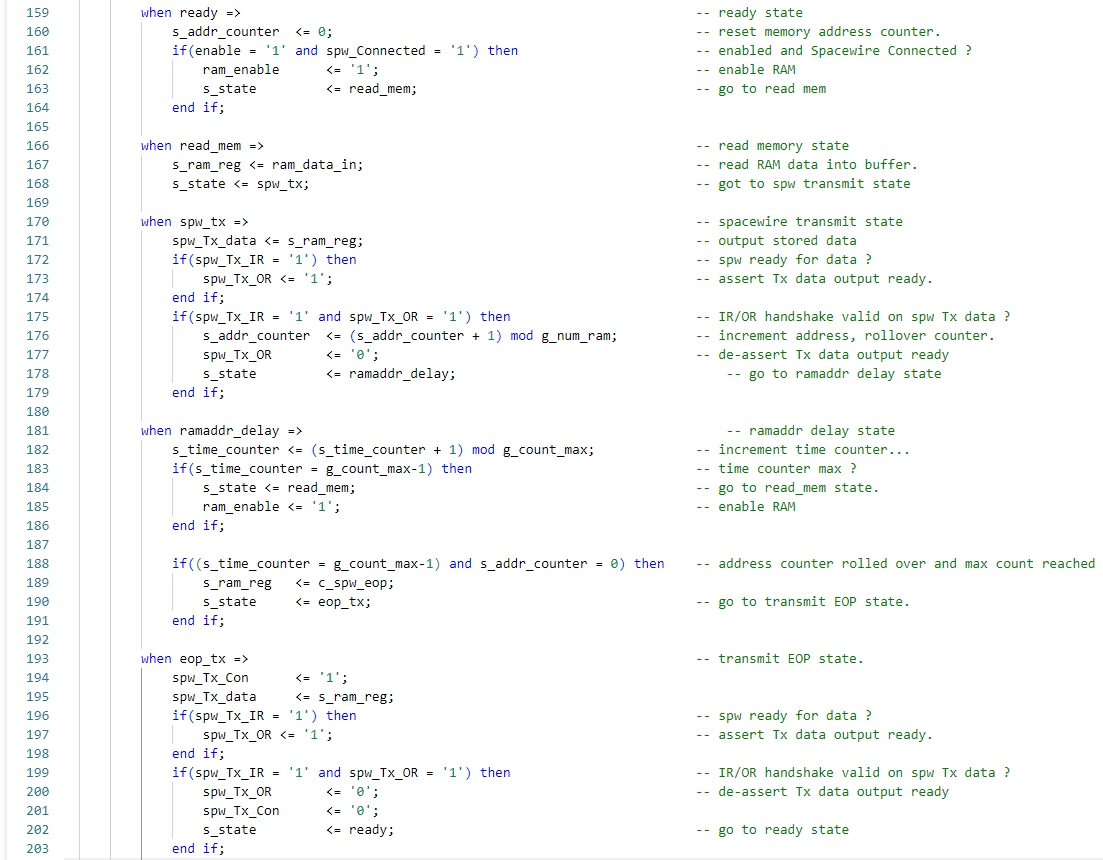 159 when ready => -- ready state
160 s_addr_counter <= 0; -- reset memory address counter.
161 if(enable = '1' and spw_Connected = '1') then -- enabled and Spacewire Connected ?
162 ram_enable <= '1'; -- enable RAM
163 s_state <= read_mem; -- go to read mem
164 end if;
165
166 when read_mem => -- read memory state
167 s_ram_reg <= ram_data_in; -- read RAM data into buffer.
168 s_state <= spw_tx; -- got to spw transmit state
169
170 when spw_tx => -- spacewire transmit state
171 spw_Tx_data <= s_ram_reg; -- output stored data
172 if(spw_Tx_IR = '1') then -- spw ready for data ?
173 spw_Tx_OR <= '1'; -- assert Tx data output ready.
174 end if;
175 if(spw_Tx_IR = '1' and spw_Tx_OR = '1') then -- IR/OR handshake valid on spw Tx data ?
176 s_addr_counter <= (s_addr_counter + 1) mod g_num_ram; -- increment address, rollover counter.
177 spw_Tx_OR <= '0'; -- de-assert Tx data output ready
178 s_state <= ramaddr_delay; -- go to ramaddr delay state
179 end if;
180
181 when ramaddr_delay => -- ramaddr delay state
182 s_time_counter <= (s_time_counter + 1) mod g_count_max; -- increment time counter...
183 if(s_time_counter = g_count_max-1) then -- time counter max ?
184 s_state <= read_mem; -- go to read_mem state.
185 ram_enable <= '1'; -- enable RAM
186 end if;
187
188 if((s_time_counter = g_count_max-1) and s_addr_counter = 0) then -- address counter rolled over and max count reached
189 s_ram_reg <= c_spw_eop;
190 s_state <= eop_tx; -- go to transmit EOP state.
191 end if;
192
193 when eop_tx => -- transmit EOP state.
194 spw_Tx_Con <= '1';
195 spw_Tx_data <= s_ram_reg;
196 if(spw_Tx_IR = '1') then -- spw ready for data ?
197 spw_Tx_OR <= '1'; -- assert Tx data output ready.
198 end if;
199 if(spw_Tx_IR = '1' and spw_Tx_OR = '1') then -- IR/OR handshake valid on spw Tx data ?
200 spw_Tx_OR <= '0'; -- de-assert Tx data output ready
201 spw_Tx_Con <= '0';
202 s_state <= ready; -- go to ready state
203 end if;